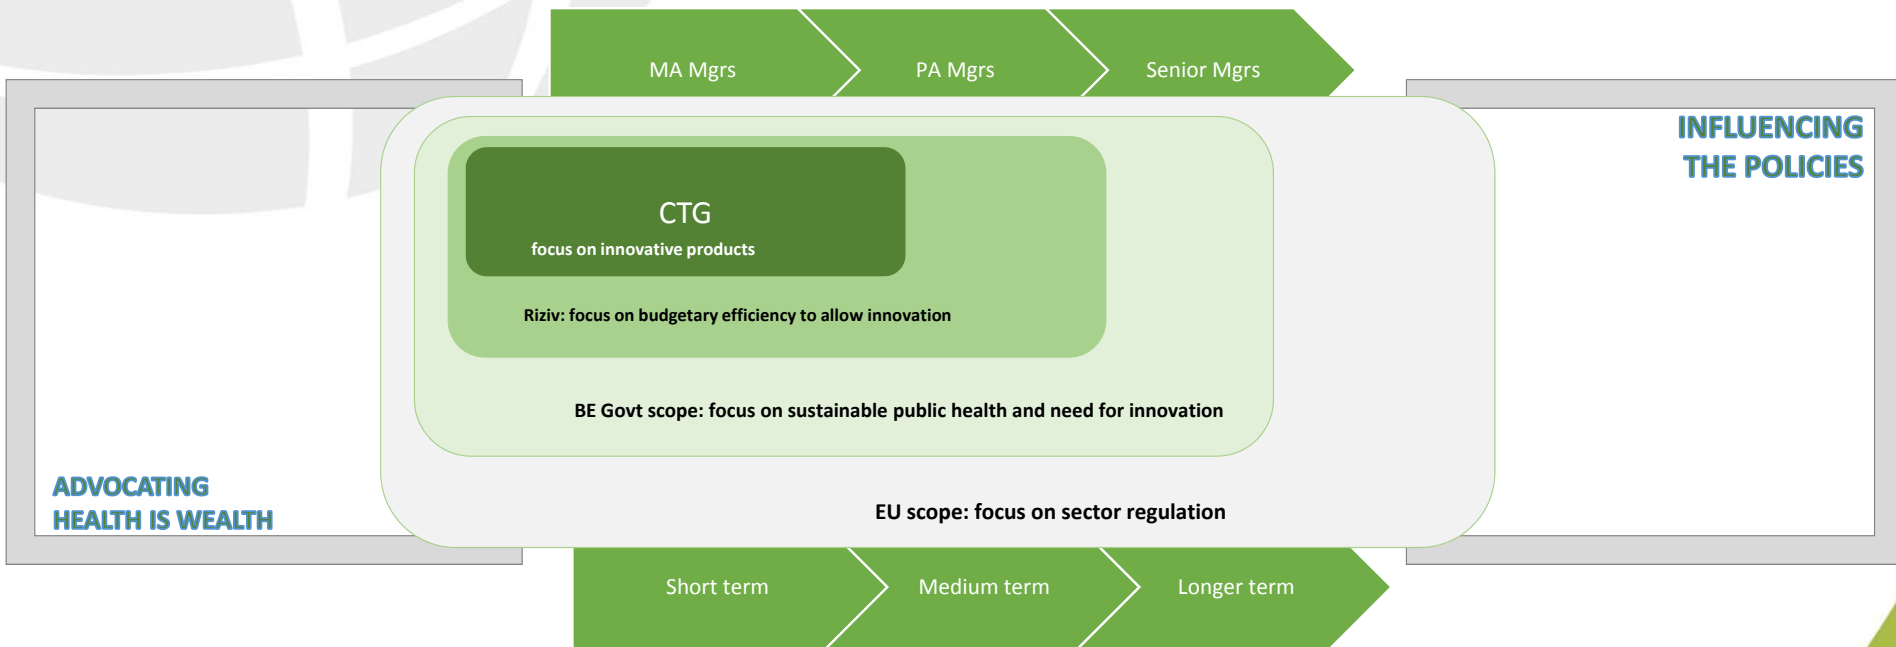 MA Mgrs
PA Mgrs
Senior Mgrs
INFLUENCING
THE POLICIES
CTG
focus on innovative products
Riziv: focus on budgetary efficiency to allow innovation
BE Govt scope: focus on sustainable public health and need for innovation
ADVOCATING
HEALTH IS WEALTH
EU scope: focus on sector regulation
Short term
Medium term
Longer term